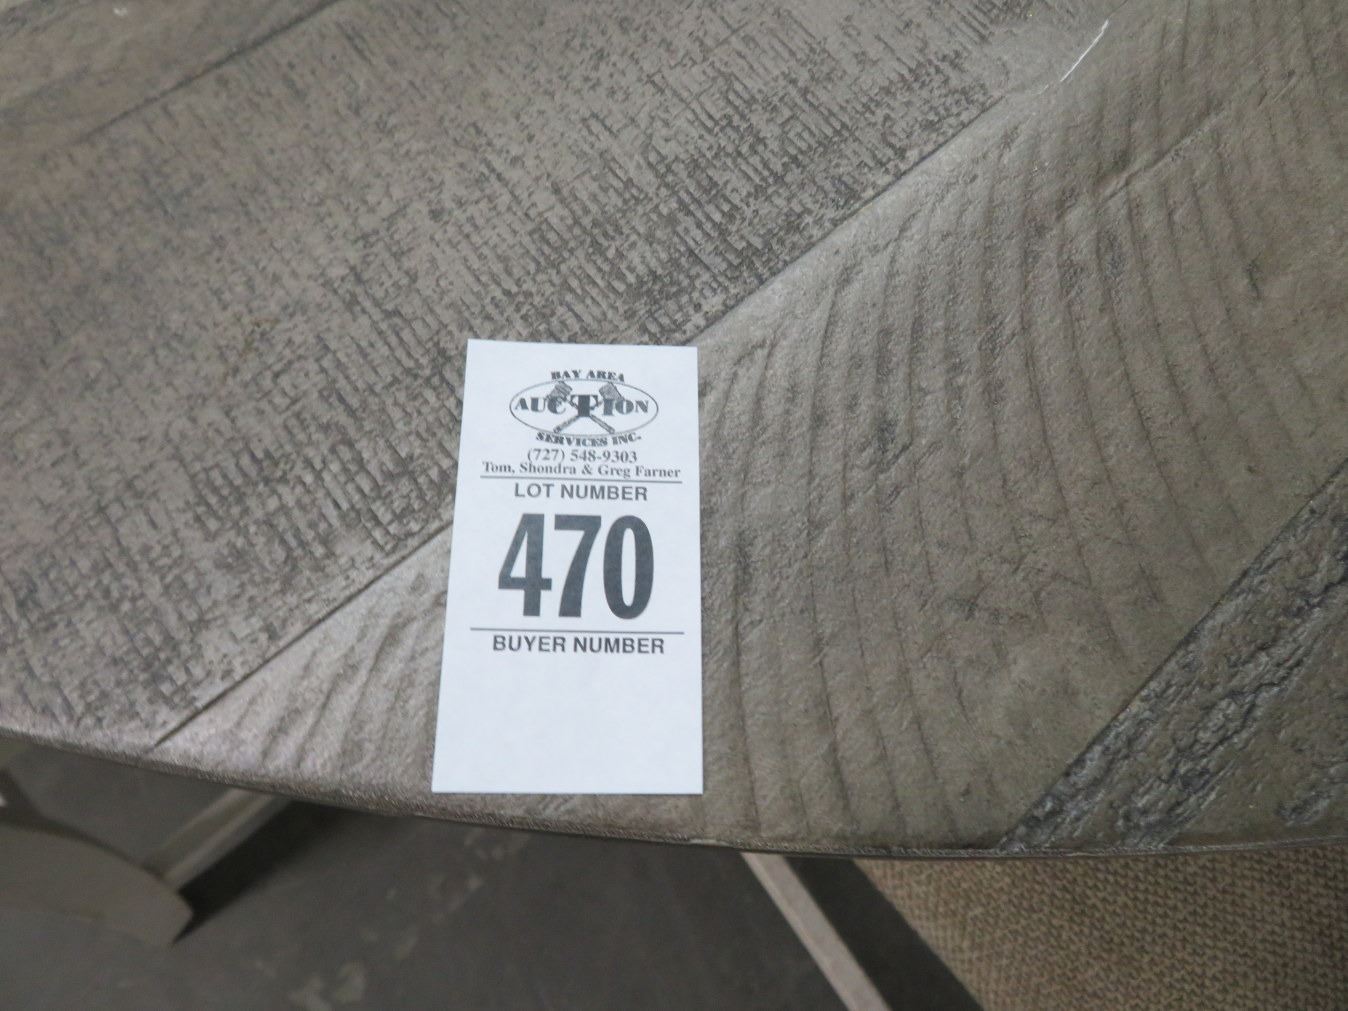 BAY AREA
AUCTION
SERVICES INC.
(727) 548-9303
Tom, Shondra & Greg Farner
LOT NUMBER
470
BUYER NUMBER